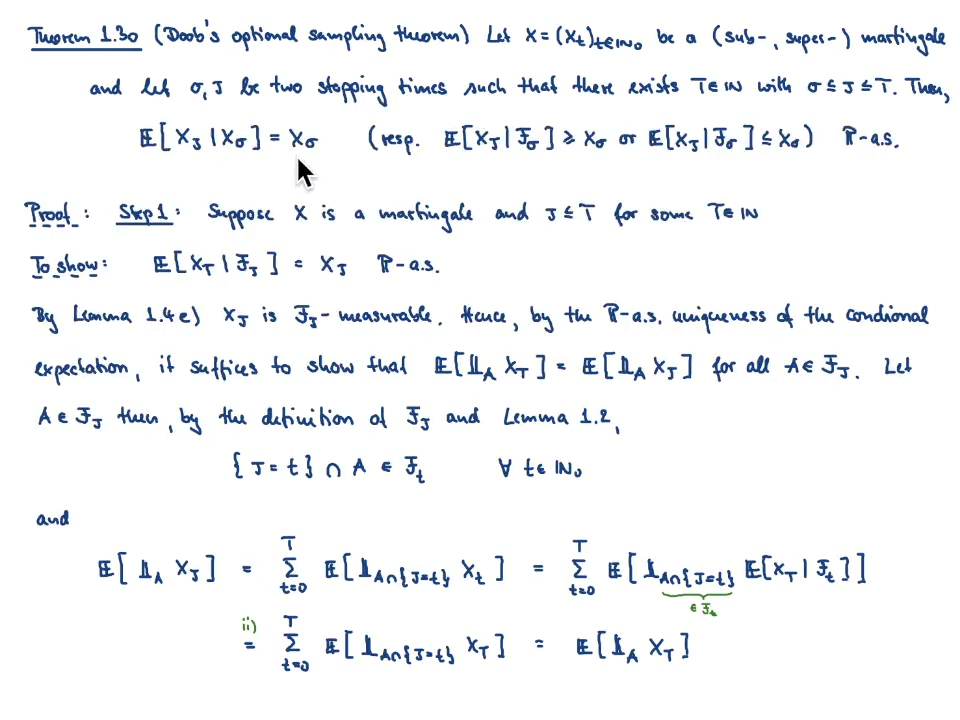 Theorem 1.30 (Doob's optional sampling theorem) Let X = (X_t)_{t∈ℕ₀} be a (sub-, super-) martingale
and let σ, J be two stopping times such that there exists T∈ℕ with σ ≤ J ≤ T. Then,
𝔼[X_J | X_σ] = X_σ (resp. 𝔼[X_J | 𝓕_σ] ≥ X_σ or 𝔼[X_J | 𝓕_σ] ≤ X_σ) ℙ-a.s.
Proof: Step 1: Suppose X is a martingale and J ≤ T for some T∈ℕ
To show: 𝔼[X_T | 𝓕_J] = X_J ℙ-a.s.
By Lemma 1.4e) X_J is 𝓕_J-measurable. Hence, by the ℙ-a.s. uniqueness of the condional
expectation, it suffices to show that 𝔼[𝟙_A X_T] = 𝔼[𝟙_A X_J] for all A∈𝓕_J. Let
A∈𝓕_J then, by the definition of 𝓕_J and Lemma 1.2,
{J = t} ∩ A ∈ 𝓕_t ∀ t∈ℕ₀
and
𝔼[𝟙_A X_J] = Σ_{t=0}^T 𝔼[𝟙_{A∩{J=t}} X_t] = Σ_{t=0}^T 𝔼[𝟙_{A∩{J=t}} 𝔼[X_T | 𝓕_t]]
∈ 𝓕_t
ii)
= Σ_{t=0}^T 𝔼[𝟙_{A∩{J=t}} X_T] = 𝔼[𝟙_A X_T]